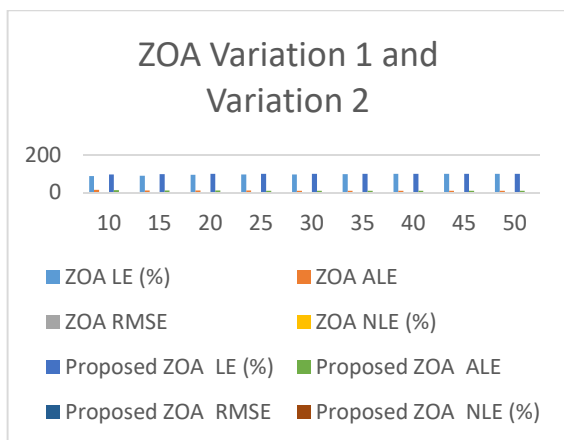 ZOA Variation 1 and
Variation 2
200
0
10 15 20 25 30 35 40 45 50
ZOA LE (%) ZOA ALE
ZOA RMSE ZOA NLE (%)
Proposed ZOA LE (%) Proposed ZOA ALE
Proposed ZOA RMSE Proposed ZOA NLE (%)